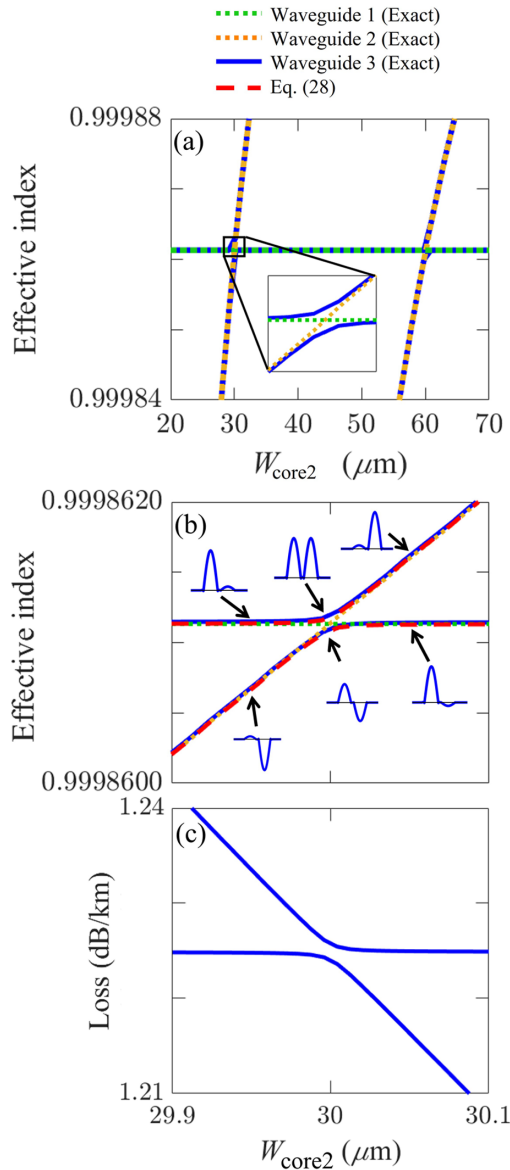 Waveguide 1 (Exact)
Waveguide 2 (Exact)
Waveguide 3 (Exact)
Eq. (28)
0.99988
(a)
Effective index
0.99984
20 30 40 50 60 70
Wcore2 (μm)
0.9998620
(b)
Effective index
0.9998600
1.24
(c)
Loss (dB/km)
1.21
29.9 30 30.1
Wcore2 (μm)